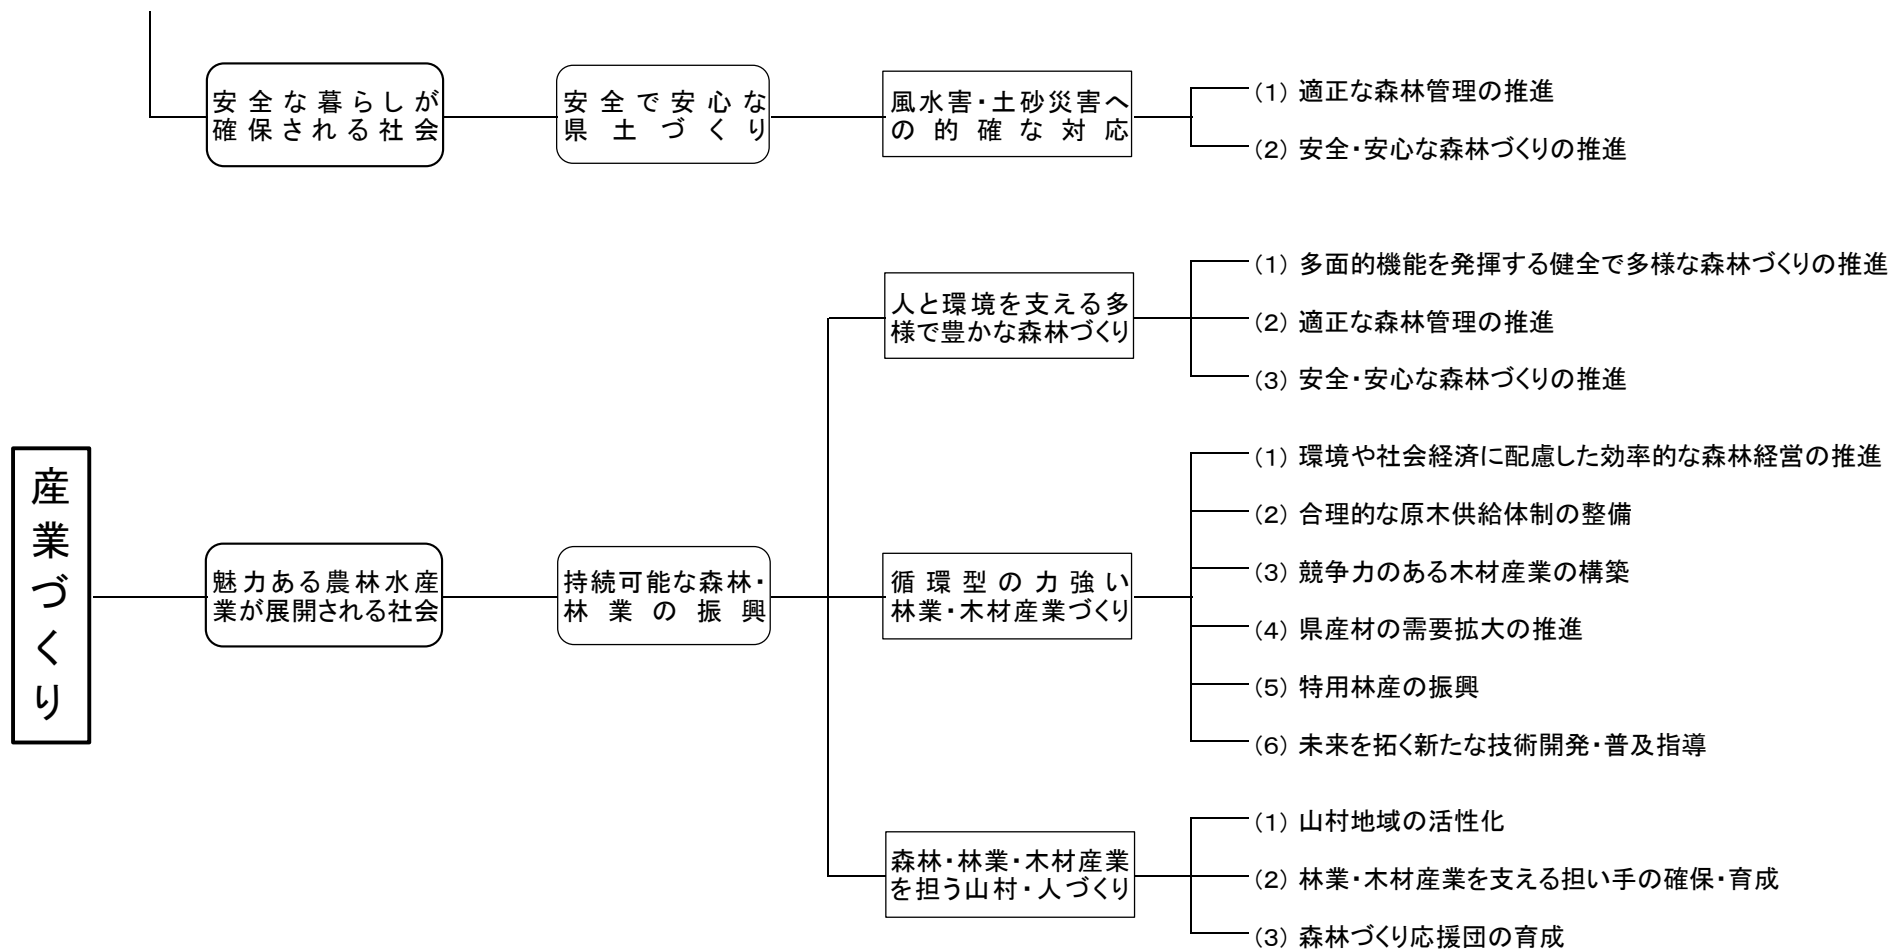 安全な暮らしが
確保される社会
安全で安心な
県土づくり
風水害・土砂災害へ
の的確な対応
(1) 適正な森林管理の推進
(2) 安全・安心な森林づくりの推進
産業づくり
魅力ある農林水産
業が展開される社会
持続可能な森林・
林業の振興
人と環境を支える多
様で豊かな森林づくり
(1) 多面的機能を発揮する健全で多様な森林づくりの推進
(2) 適正な森林管理の推進
(3) 安全・安心な森林づくりの推進
循環型の力強い
林業・木材産業づくり
(1) 環境や社会経済に配慮した効率的な森林経営の推進
(2) 合理的な原木供給体制の整備
(3) 競争力のある木材産業の構築
(4) 県産材の需要拡大の推進
(5) 特用林産の振興
(6) 未来を拓く新たな技術開発・普及指導
森林・林業・木材産業
を担う山村・人づくり
(1) 山村地域の活性化
(2) 林業・木材産業を支える担い手の確保・育成
(3) 森林づくり応援団の育成